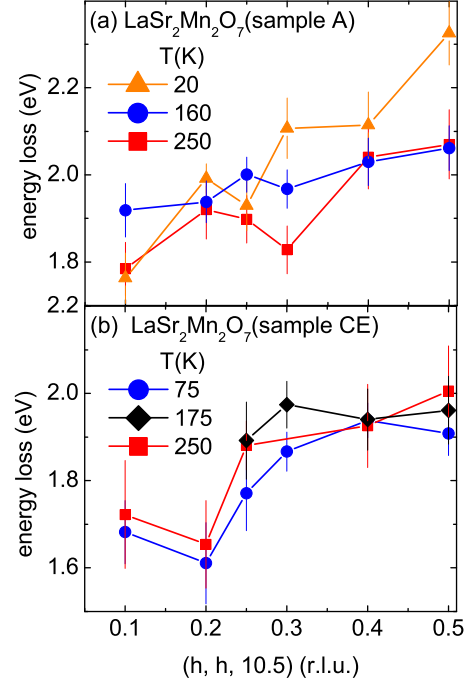 (a) LaSr2Mn2O7(sample A)
T(K)
20
160
250
energy loss (eV)
2.2
2.0
1.8
2.2
(b) LaSr2Mn2O7(sample CE)
T(K)
75
175
250
energy loss (eV)
2.0
1.8
1.6
0.1 0.2 0.3 0.4 0.5
(h, h, 10.5) (r.l.u.)